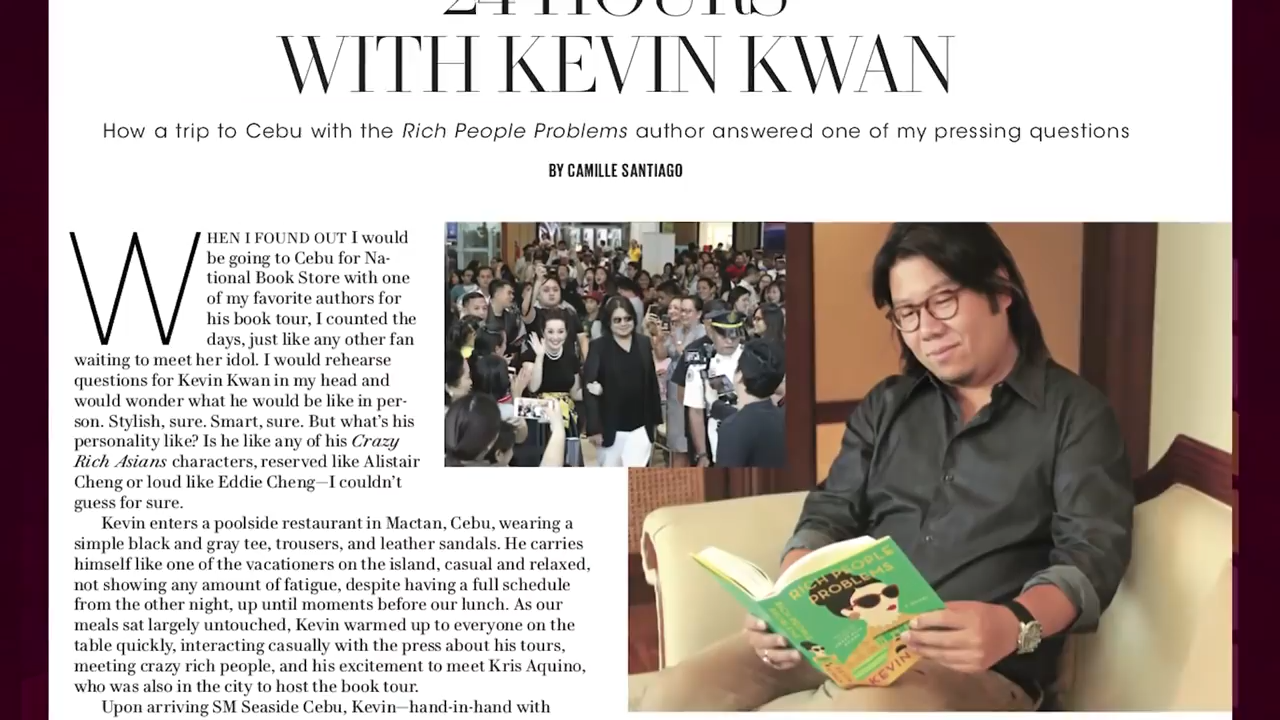 24 HOURS
WITH KEVIN KWAN
How a trip to Cebu with the Rich People Problems author answered one of my pressing questions
BY CAMILLE SANTIAGO
WHEN I FOUND OUT I would
be going to Cebu for Na-
tional Book Store with one
of my favorite authors for
his book tour, I counted the
days, just like any other fan
waiting to meet her idol. I would rehearse
questions for Kevin Kwan in my head and
would wonder what he would be like in per-
son. Stylish, sure. Smart, sure. But what's his
personality like? Is he like any of his Crazy
Rich Asians characters, reserved like Alistair
Cheng or loud like Eddie Cheng—I couldn't
guess for sure.
Kevin enters a poolside restaurant in Mactan, Cebu, wearing a
simple black and gray tee, trousers, and leather sandals. He carries
himself like one of the vacationers on the island, casual and relaxed,
not showing any amount of fatigue, despite having a full schedule
from the other night, up until moments before our lunch. As our
meals sat largely untouched, Kevin warmed up to everyone on the
table quickly, interacting casually with the press about his tours,
meeting crazy rich people, and his excitement to meet Kris Aquino,
who was also in the city to host the book tour.
Upon arriving SM Seaside Cebu, Kevin—hand-in-hand with
RICH PEOPLE
PROBLEMS
KEVIN